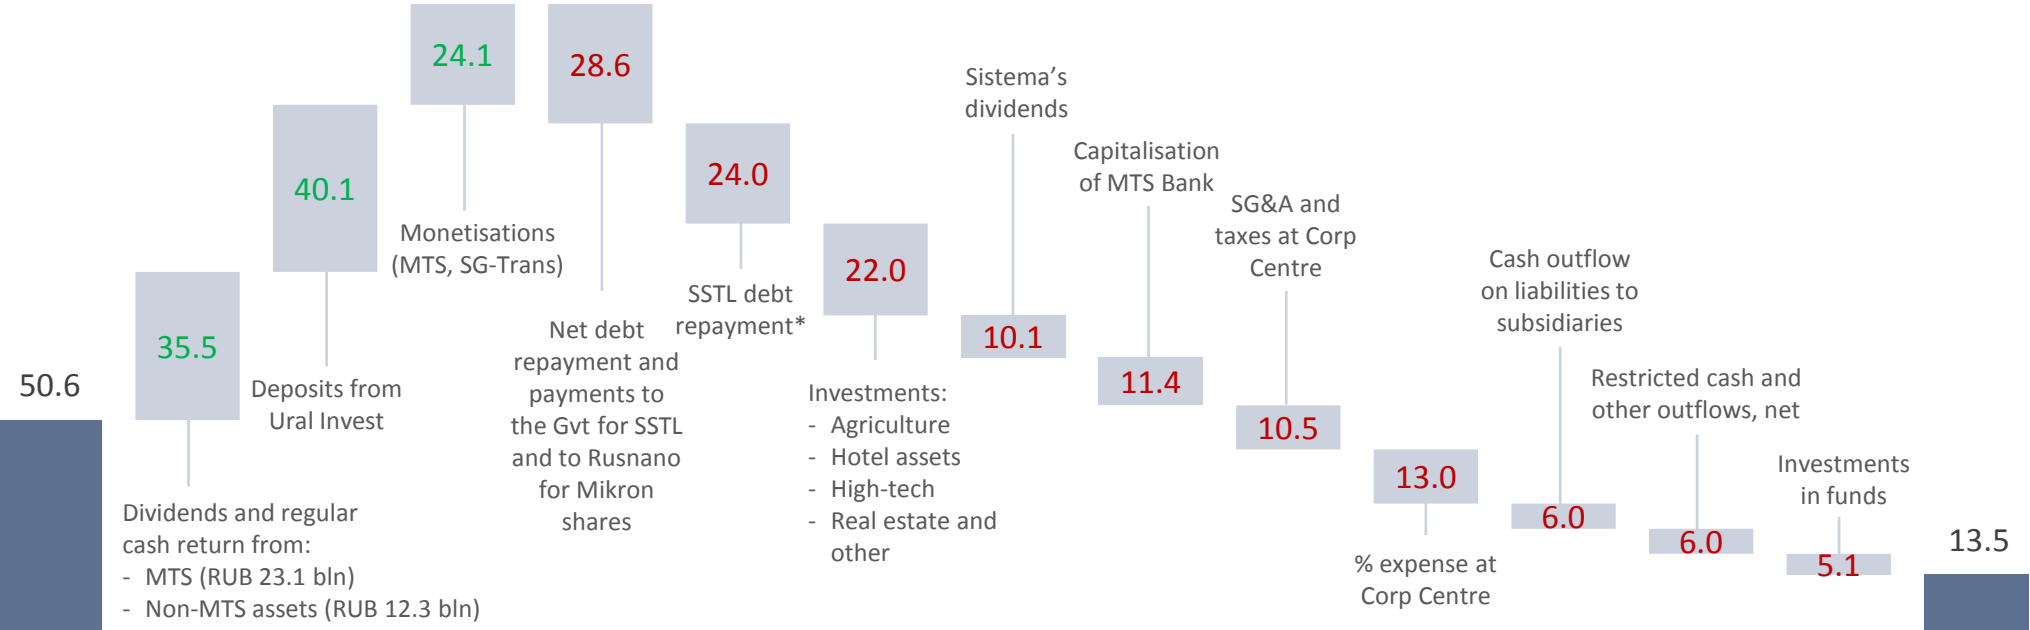 50.6
35.5
Dividends and regular
cash return from:
- MTS (RUB 23.1 bln)
- Non-MTS assets (RUB 12.3 bln)
40.1
Deposits from
Ural Invest
24.1
Monetisations
(MTS, SG-Trans)
28.6
Net debt
repayment and
payments to
the Gvt for SSTL
and to Rusnano
for Mikron
shares
24.0
SSTL debt
repayment*
22.0
Investments:
- Agriculture
- Hotel assets
- High-tech
- Real estate and
other
Sistema’s
dividends
10.1
Capitalisation
of MTS Bank
11.4
SG&A and
taxes at Corp
Centre
10.5
13.0
% expense at
Corp Centre
Cash outflow
on liabilities to
subsidiaries
6.0
Restricted cash and
other outflows, net
6.0
Investments
in funds
5.1
13.5